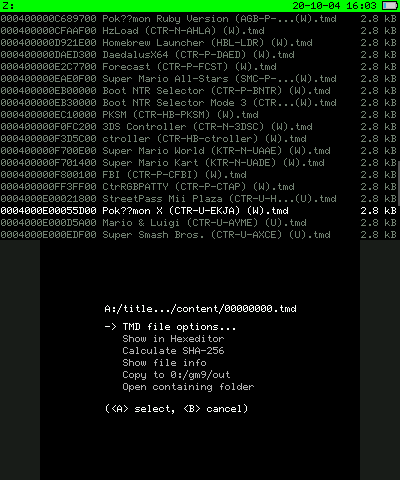 Z: 20-10-04 16:03
000400000C689700 Pok??mon Ruby Version (AGB-P-...(W).tmd 2.8 kB
000400000CFAAF00 HzLoad (CTR-N-AHLA) (W).tmd 2.8 kB
000400000D921E00 Homebrew Launcher (HBL-LDR) (W).tmd 2.8 kB
000400000DAED300 DaedalusX64 (CTR-P-DAED) (W).tmd 2.8 kB
000400000E2C7700 Forecast (CTR-P-FCST) (W).tmd 2.8 kB
000400000EAE0F00 Super Mario All-Stars (SMC-P-...(W).tmd 2.8 kB
000400000EB00000 Boot NTR Selector (CTR-P-BNTR) (W).tmd 2.8 kB
000400000EB30000 Boot NTR Selector Mode 3 (CTR...(W).tmd 2.8 kB
000400000EC10000 PKSM (CTR-HB-PKSM) (W).tmd 2.8 kB
000400000F0FC200 3DS Controller (CTR-N-3DSC) (W).tmd 2.8 kB
000400000F3D5C00 ctroller (CTR-HB-ctroller) (W).tmd 2.8 kB
000400000F700E00 Super Mario World (KTR-N-UAAE) (W).tmd 2.8 kB
000400000F701400 Super Mario Kart (KTR-N-UADE) (W).tmd 2.8 kB
000400000F800100 FBI (CTR-P-CFBI) (W).tmd 2.8 kB
000400000FF3FF00 CtrRGBPATTY (CTR-P-CTAP) (W).tmd 2.8 kB
0004000E00021800 StreetPass Mii Plaza (CTR-U-H...(U).tmd 2.8 kB
0004000E00055D00 Pok??mon X (CTR-U-EKJA) (W).tmd 2.8 kB
0004000E000D5A00 Mario & Luigi (CTR-U-AYME) (U).tmd 2.8 kB
0004000E000EDF00 Super Smash Bros. (CTR-U-AXCE) (U).tmd 2.8 kB
A:/title.../content/00000000.tmd
-> TMD file options...
Show in Hexeditor
Calculate SHA-256
Show file info
Copy to 0:/gm9/out
Open containing folder
(<A> select, <B> cancel)